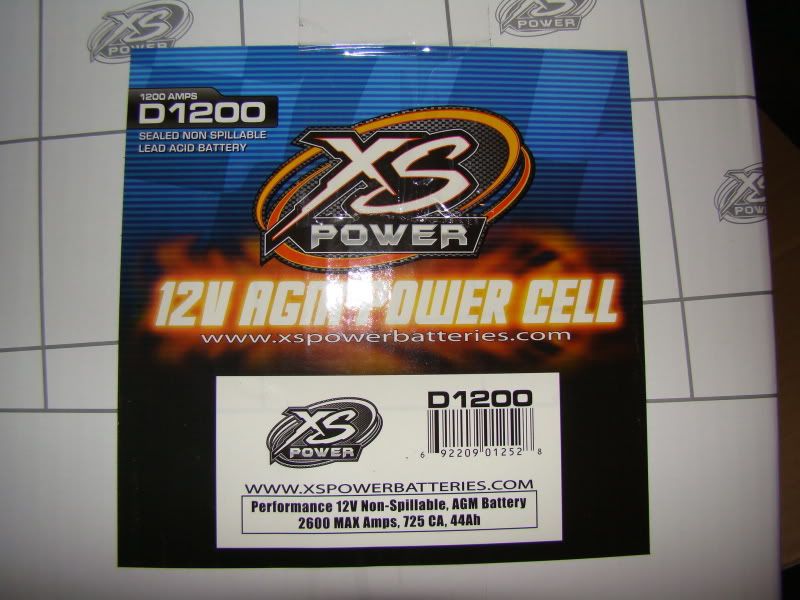 XS
POWER
XS
POWER
1200 AMPS
D1200
SEALED NON SPILLABLE
LEAD ACID BATTERY
XS
POWER
XS
POWER
12V AGM POWER CELL
www.xspowerbatteries.com
XS
POWER
D1200
6 92209 01252 8
WWW.XSPOWERBATTERIES.COM
Performance 12V Non-Spillable, AGM Battery
2600 MAX Amps, 725 CA, 44Ah